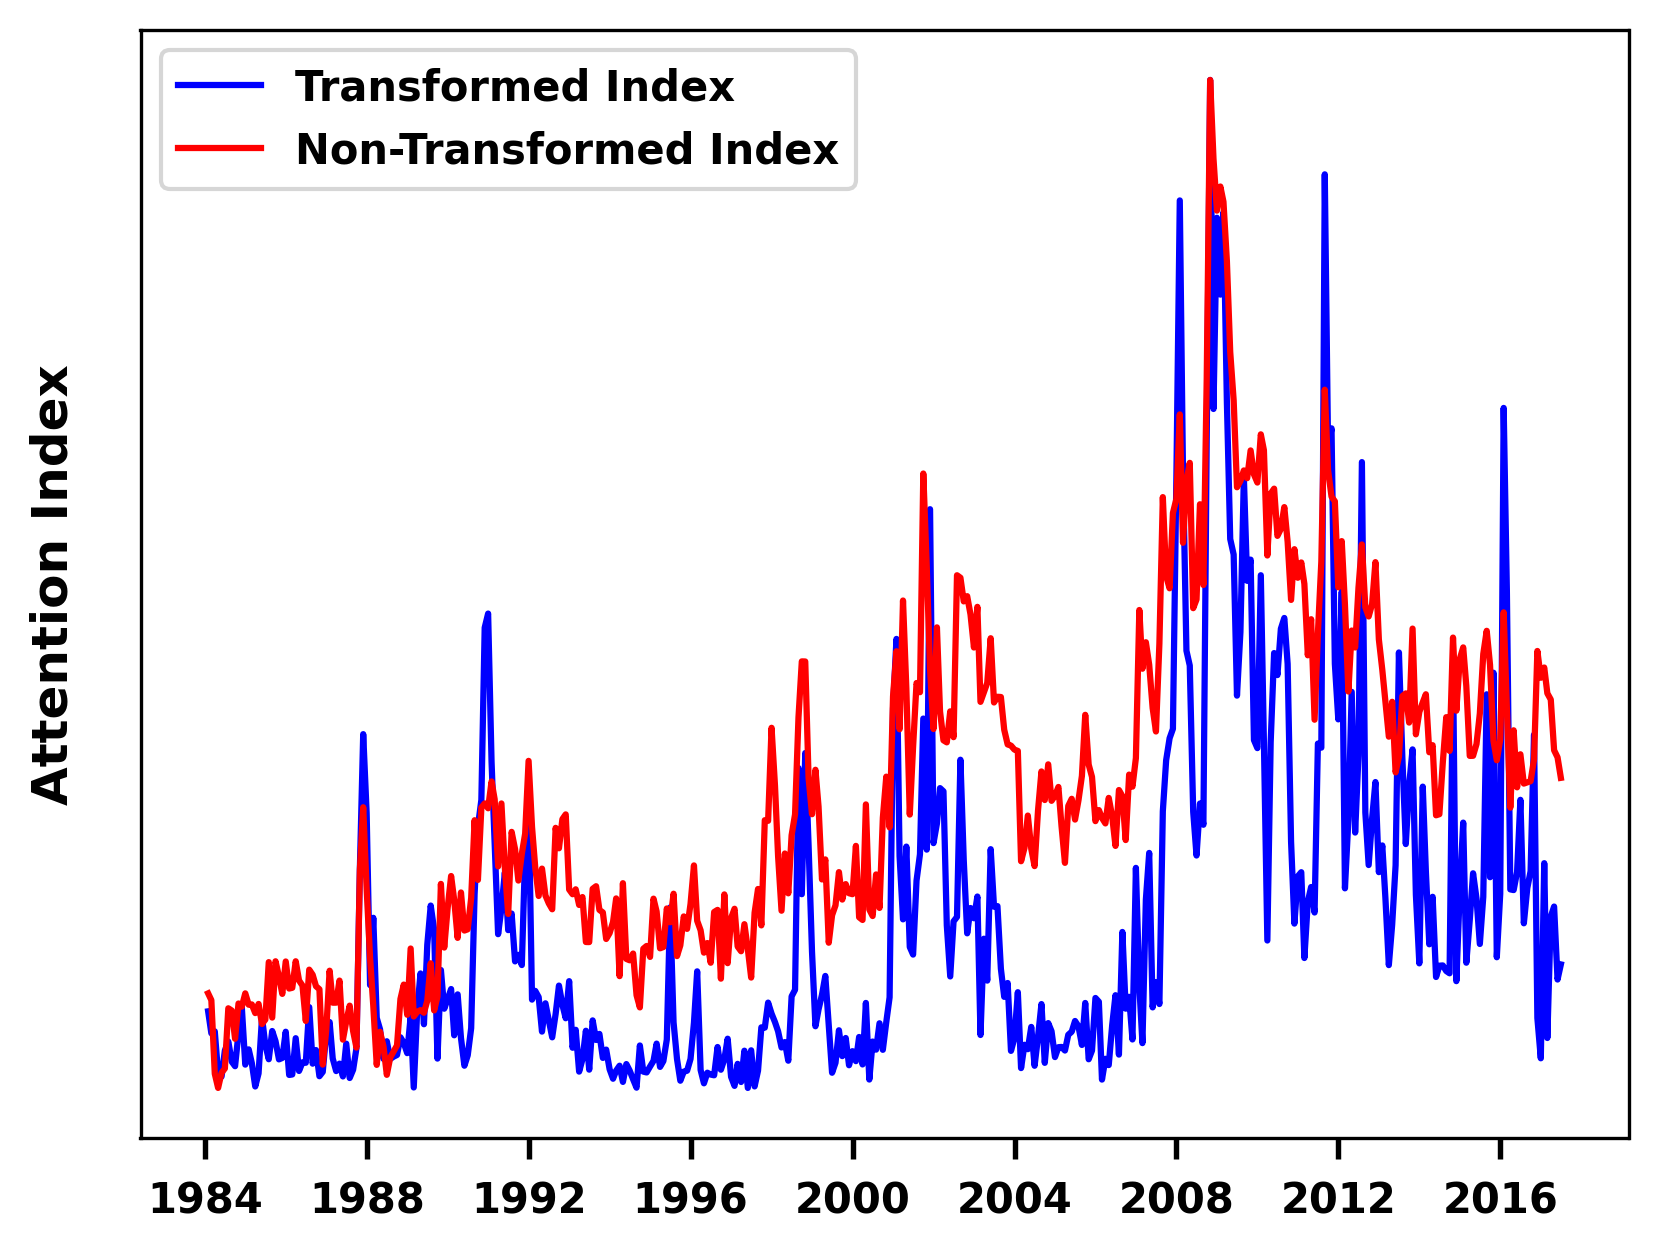 Transformed Index
Non-Transformed Index
Attention Index
1984 1988 1992 1996 2000 2004 2008 2012 2016